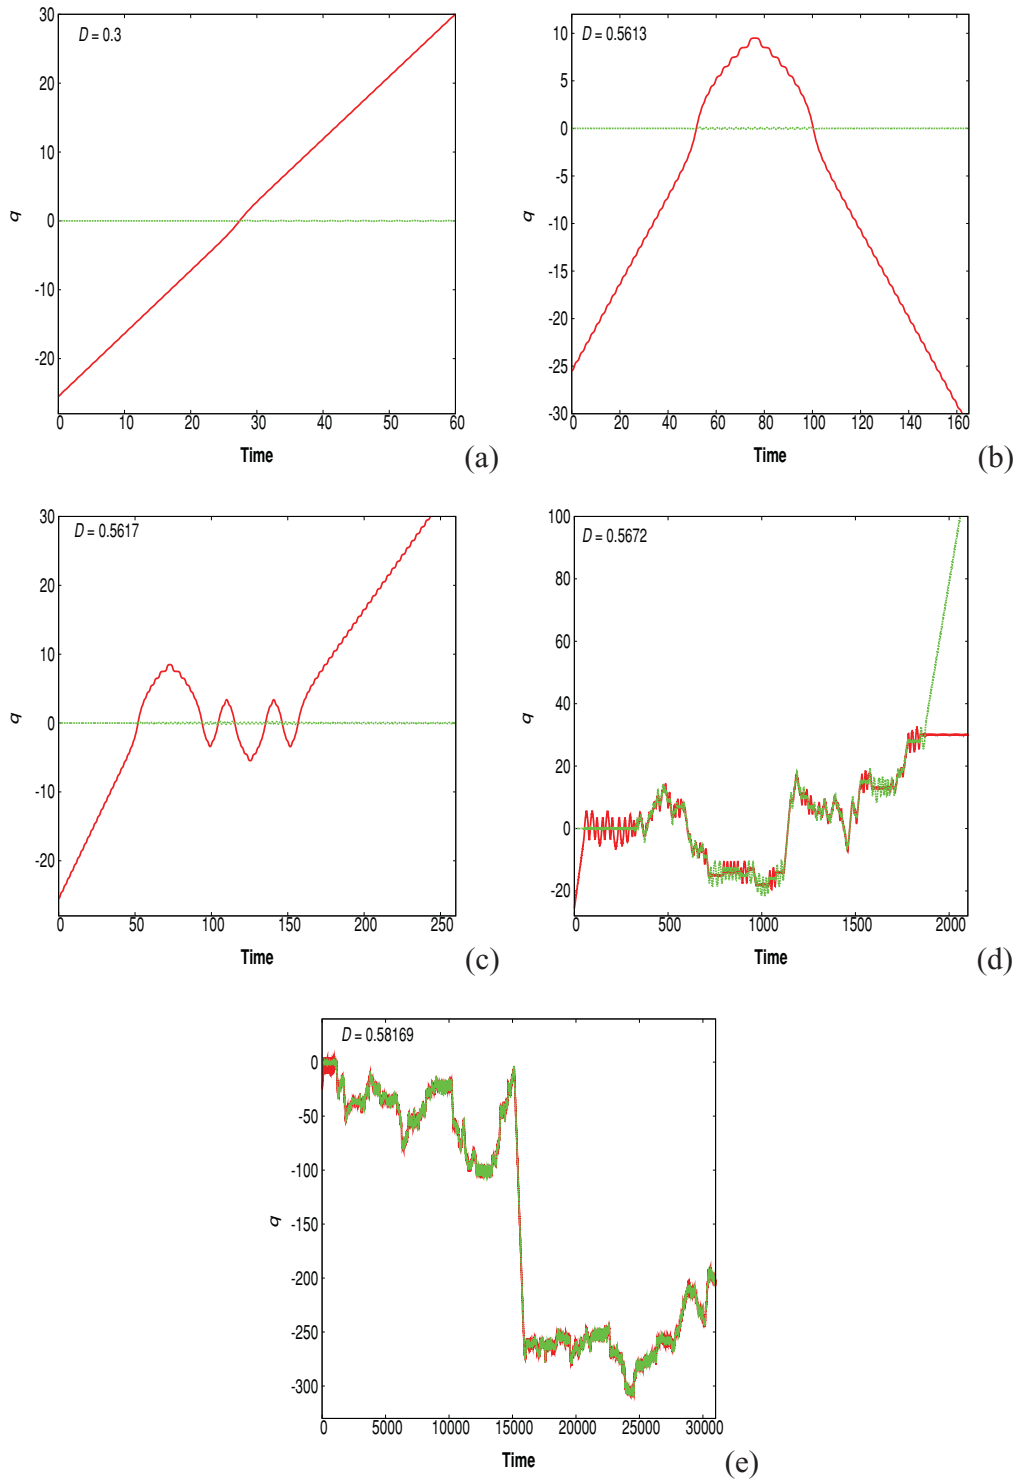 D = 0.3
30
20
10
0
-10
-20
q
0 10 20 30 40 50 60
Time
(a)
D = 0.5613
10
5
0
-5
-10
-15
-20
-25
-30
q
0 20 40 60 80 100 120 140 160
Time
(b)
D = 0.5617
30
20
10
0
-10
-20
q
0 50 100 150 200 250
Time
(c)
D = 0.5672
100
80
60
40
20
0
-20
q
0 500 1000 1500 2000
Time
(d)
D = 0.58169
0
-50
-100
-150
-200
-250
-300
q
0 5000 10000 15000 20000 25000 30000
Time
(e)